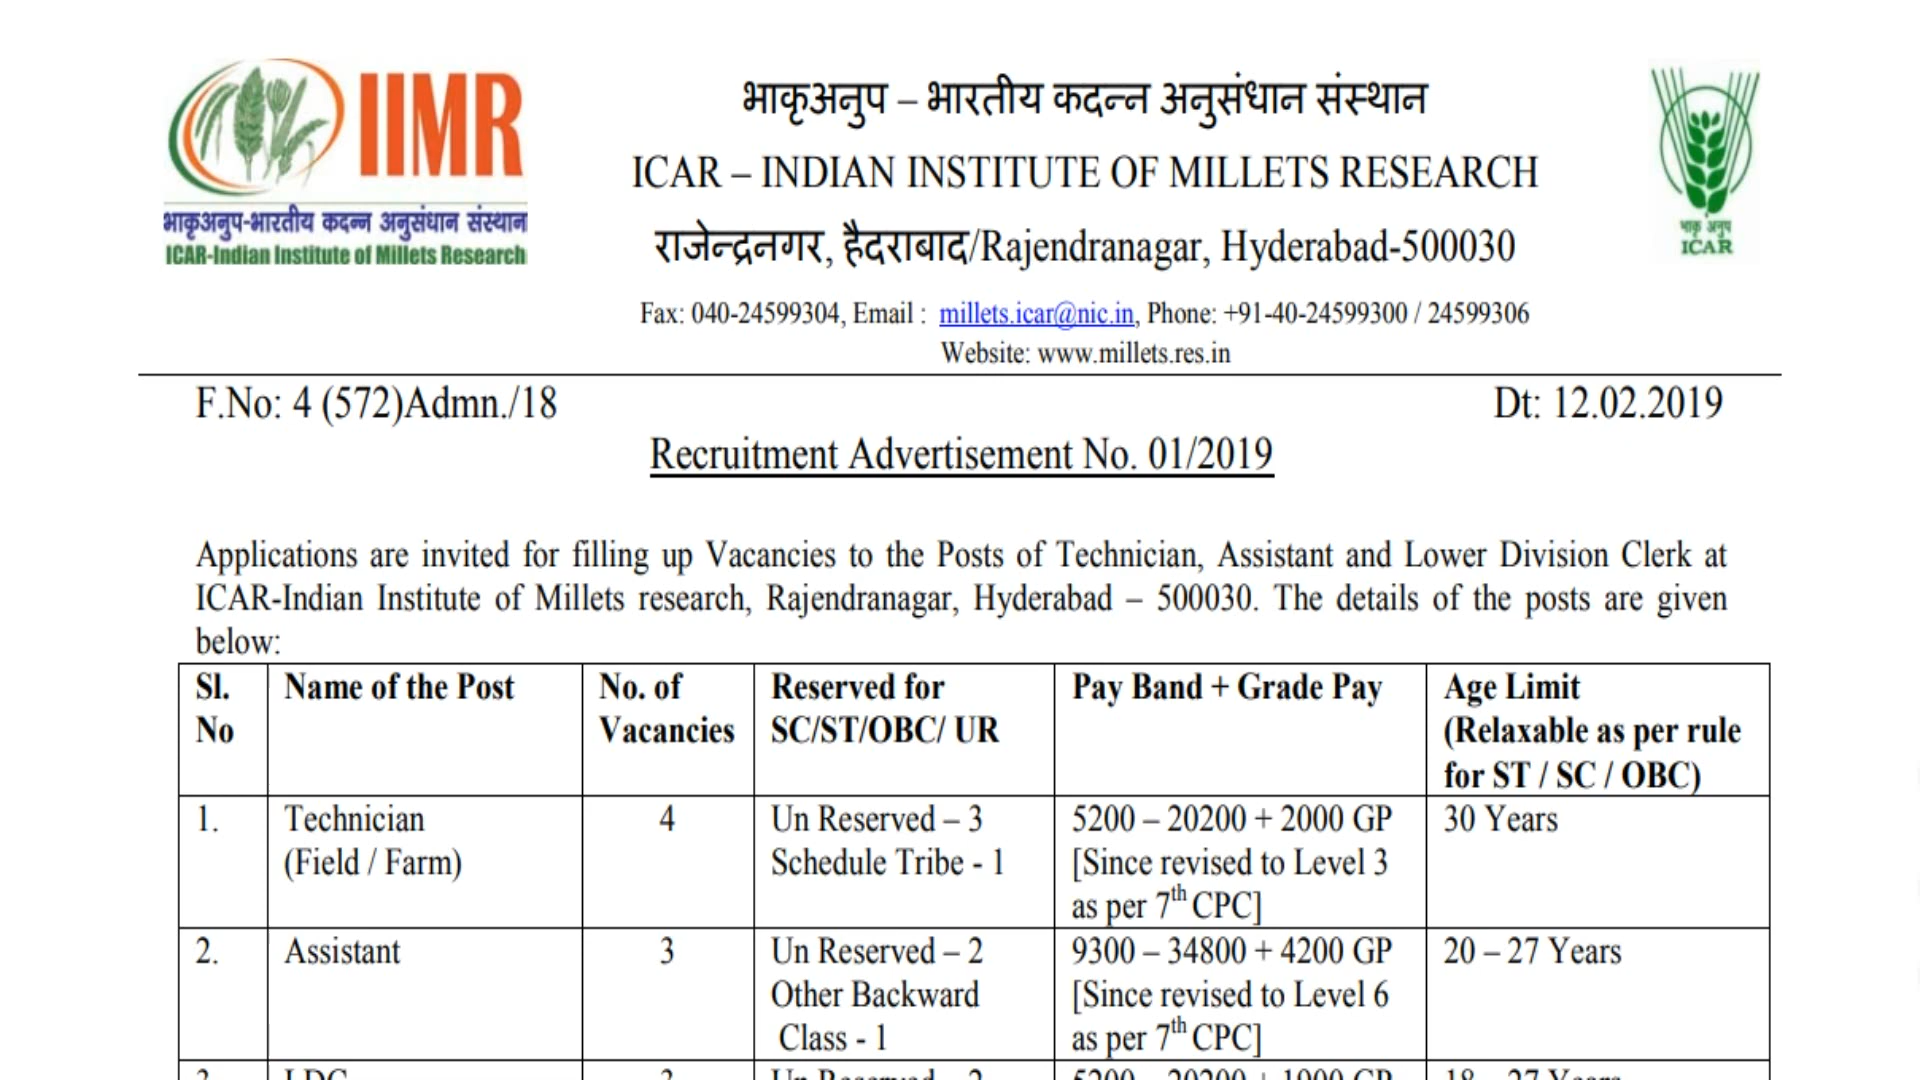 IIMR
भाकृअनुप-भारतीय कदन्न अनुसंधान संस्थान
ICAR-Indian Institute of Millets Research
भाकृअनुप – भारतीय कदन्न अनुसंधान संस्थान
ICAR – INDIAN INSTITUTE OF MILLETS RESEARCH
राजेन्द्रनगर, हैदराबाद/Rajendranagar, Hyderabad-500030
Fax: 040-24599304, Email : millets.icar@nic.in, Phone: +91-40-24599300 / 24599306
Website: www.millets.res.in
भाकृ अनुप
ICAR
F.No: 4 (572)Admn./18 Dt: 12.02.2019
Recruitment Advertisement No. 01/2019
Applications are invited for filling up Vacancies to the Posts of Technician, Assistant and Lower Division Clerk at
ICAR-Indian Institute of Millets research, Rajendranagar, Hyderabad – 500030. The details of the posts are given
below:
Sl. No Name of the Post No. of Vacancies Reserved for SC/ST/OBC/ UR Pay Band + Grade Pay Age Limit (Relaxable as per rule for ST / SC / OBC)
1. Technician (Field / Farm) 4 Un Reserved – 3 Schedule Tribe - 1 5200 – 20200 + 2000 GP [Since revised to Level 3 as per 7th CPC] 30 Years
2. Assistant 3 Un Reserved – 2 Other Backward Class - 1 9300 – 34800 + 4200 GP [Since revised to Level 6 as per 7th CPC] 20 – 27 Years